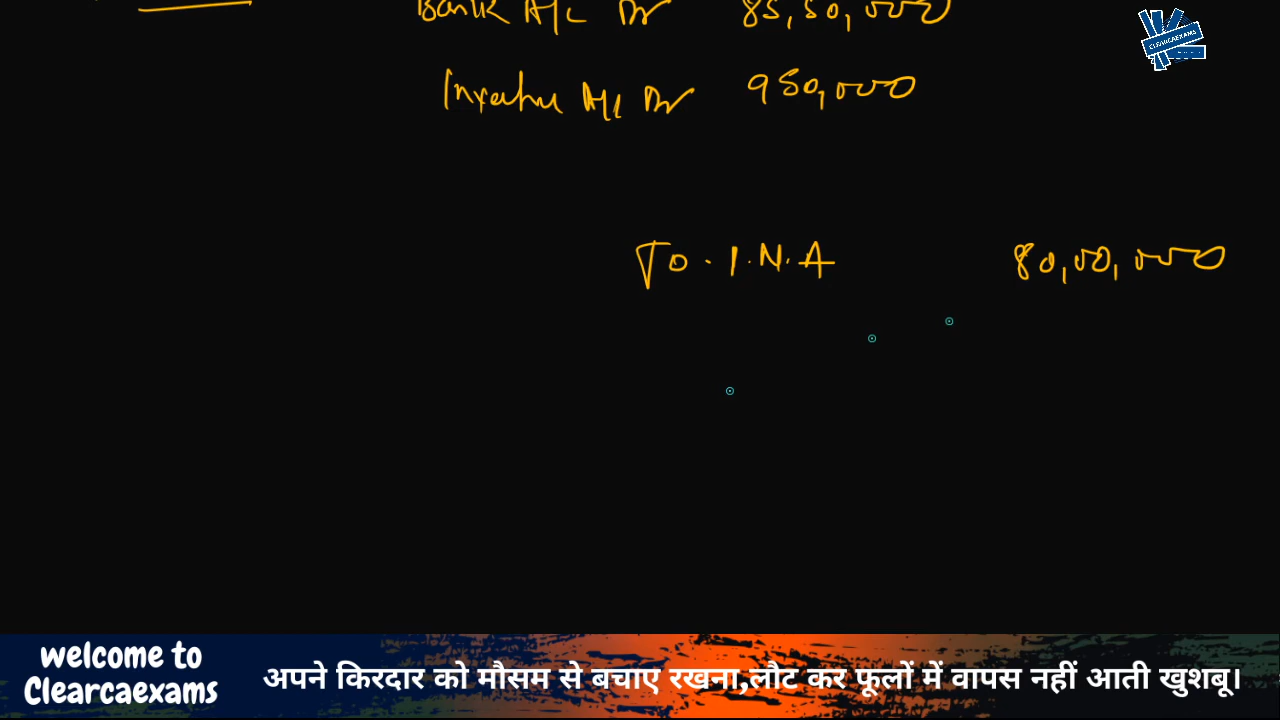 Bank A/c Dr 85,50,000
CLEARCAEXAMS
A/c Dr 950,000
To . I.N.A 80,00,000
welcome to
Clearcaexams
अपने किरदार को मौसम से बचाए रखना,लौट कर फूलों में वापस नहीं आती खुशबू।